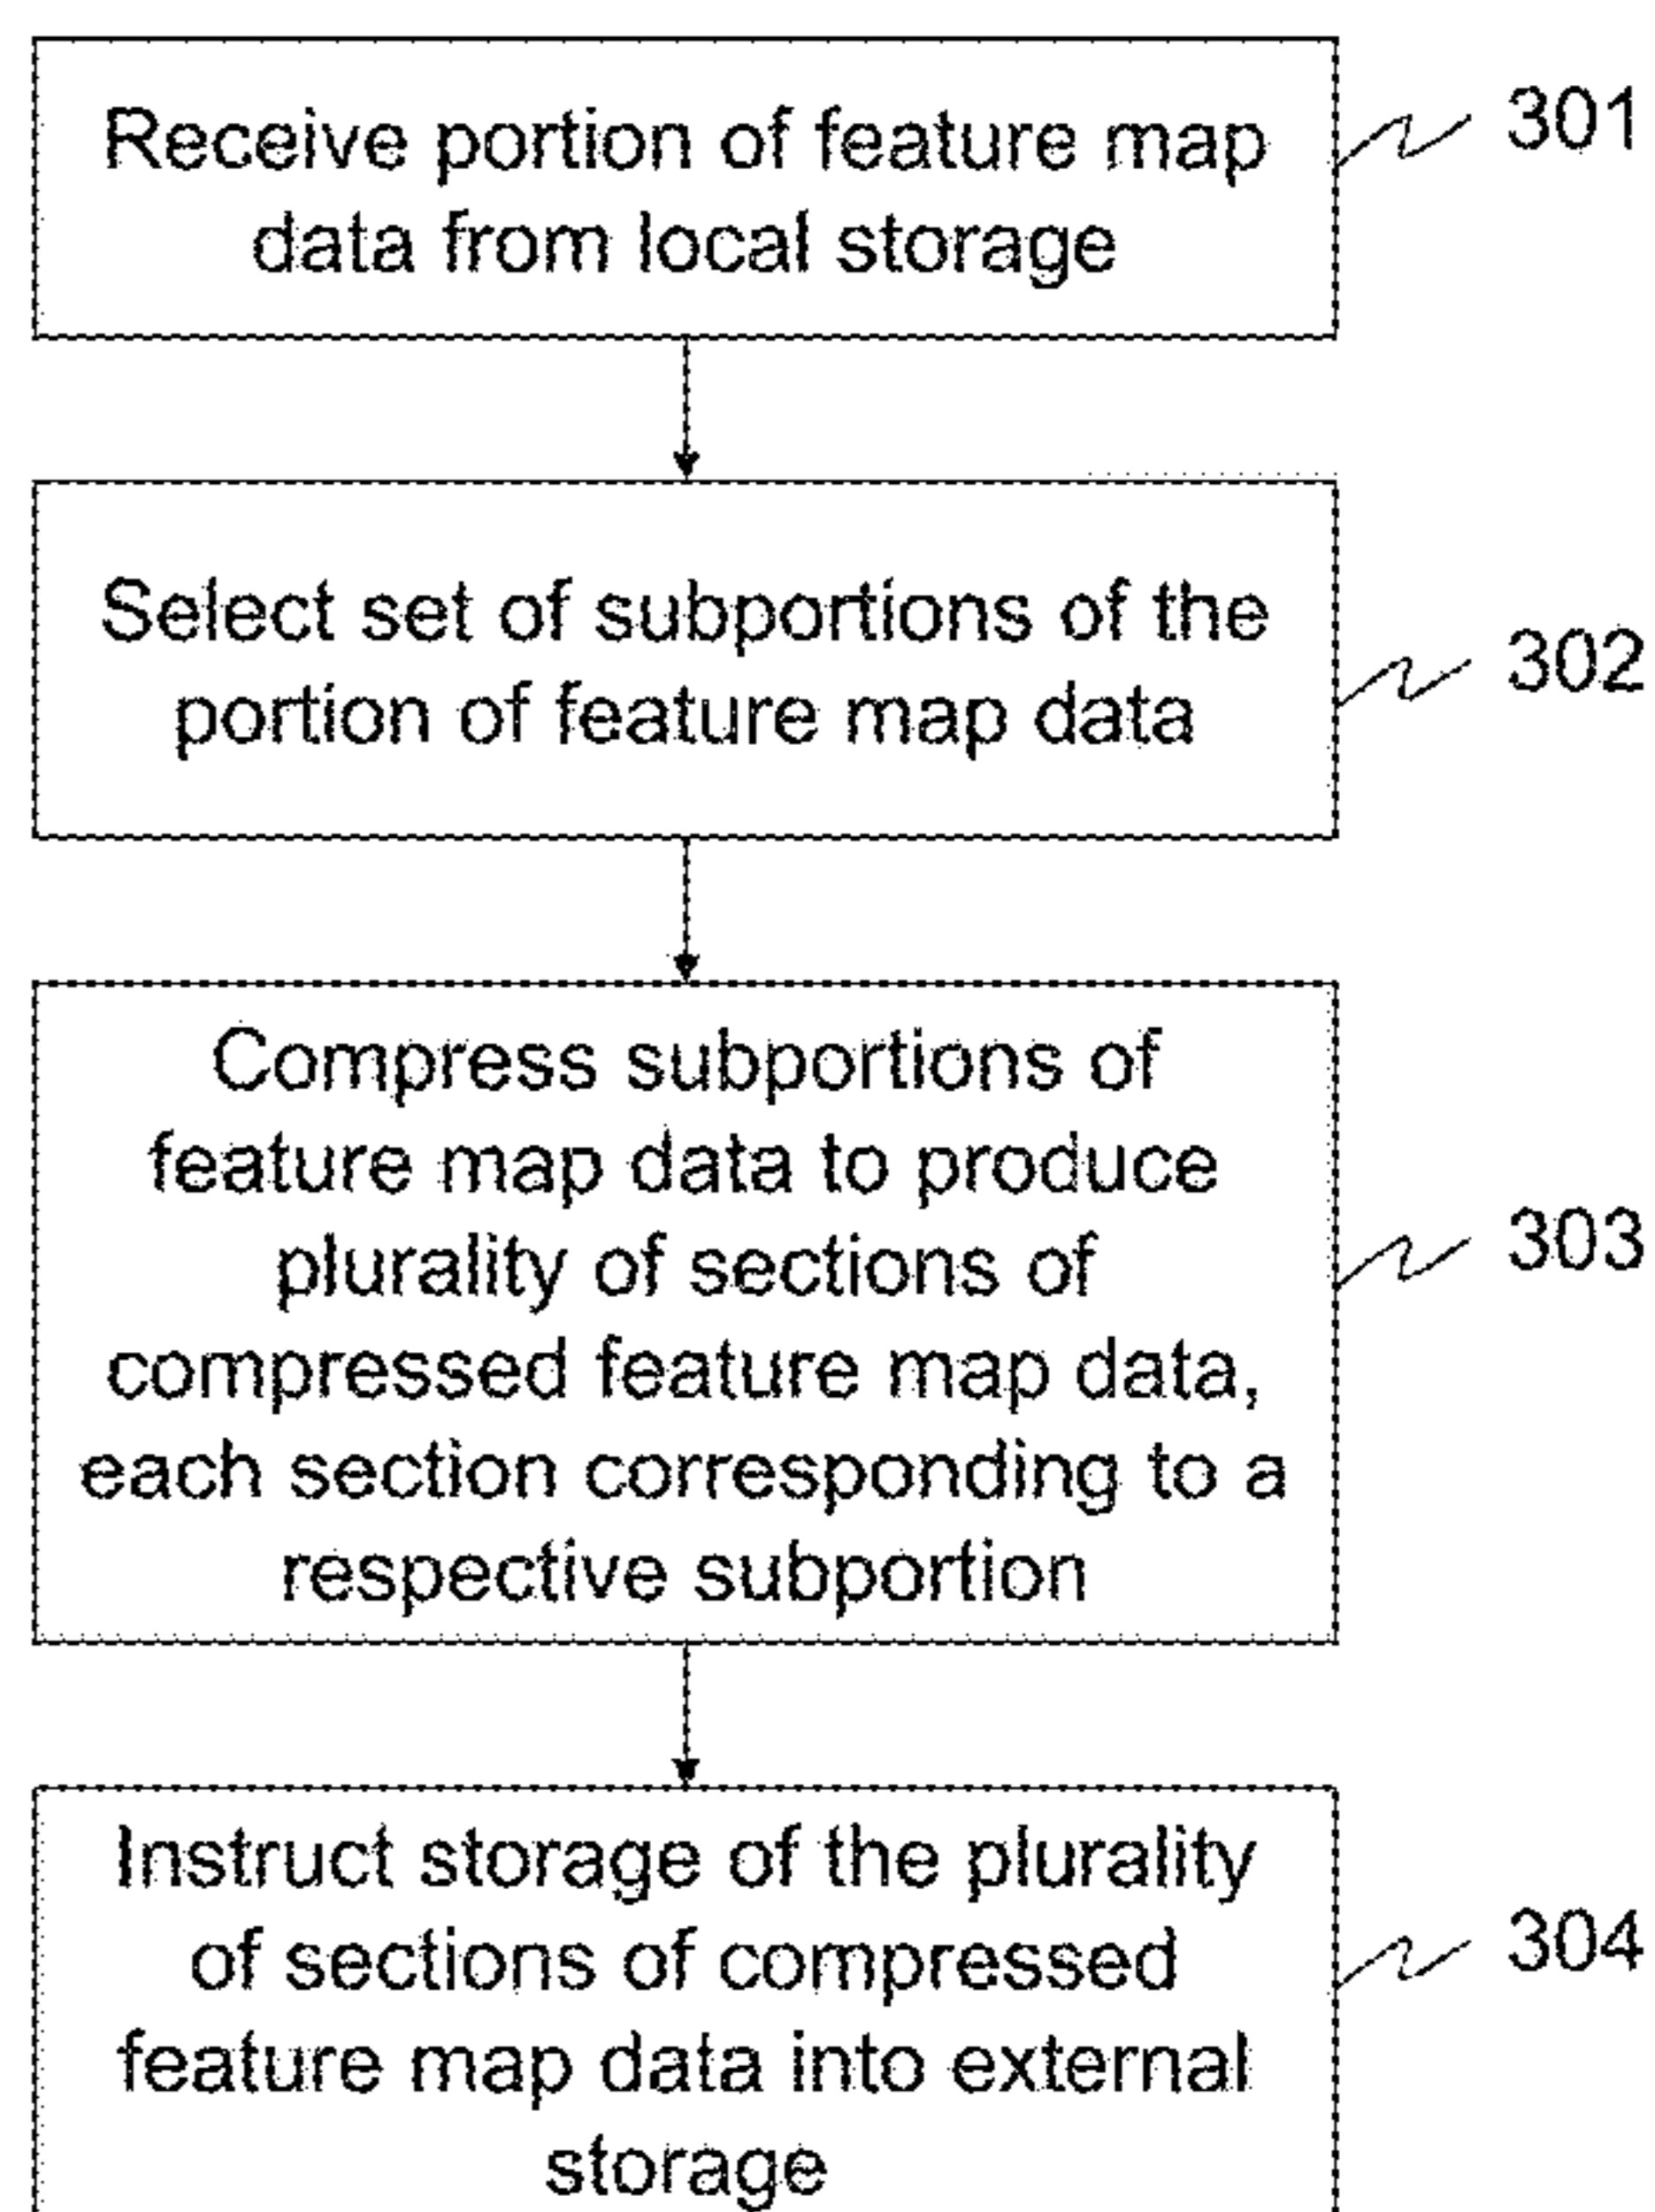 Receive portion of feature map
data from local storage
301
Select set of subportions of the
portion of feature map data
302
Compress subportions of
feature map data to produce
plurality of sections of
compressed feature map data,
each section corresponding to a
respective subportion
303
Instruct storage of the plurality
of sections of compressed
feature map data into external
storage
304